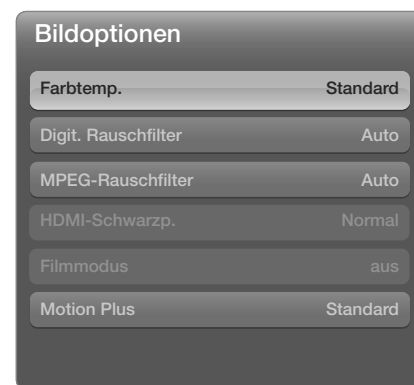 Bildoptionen
Farbtemp. Standard
Digit. Rauschfilter Auto
MPEG-Rauschfilter Auto
HDMI-Schwarzp. Normal
Filmmodus aus
Motion Plus Standard